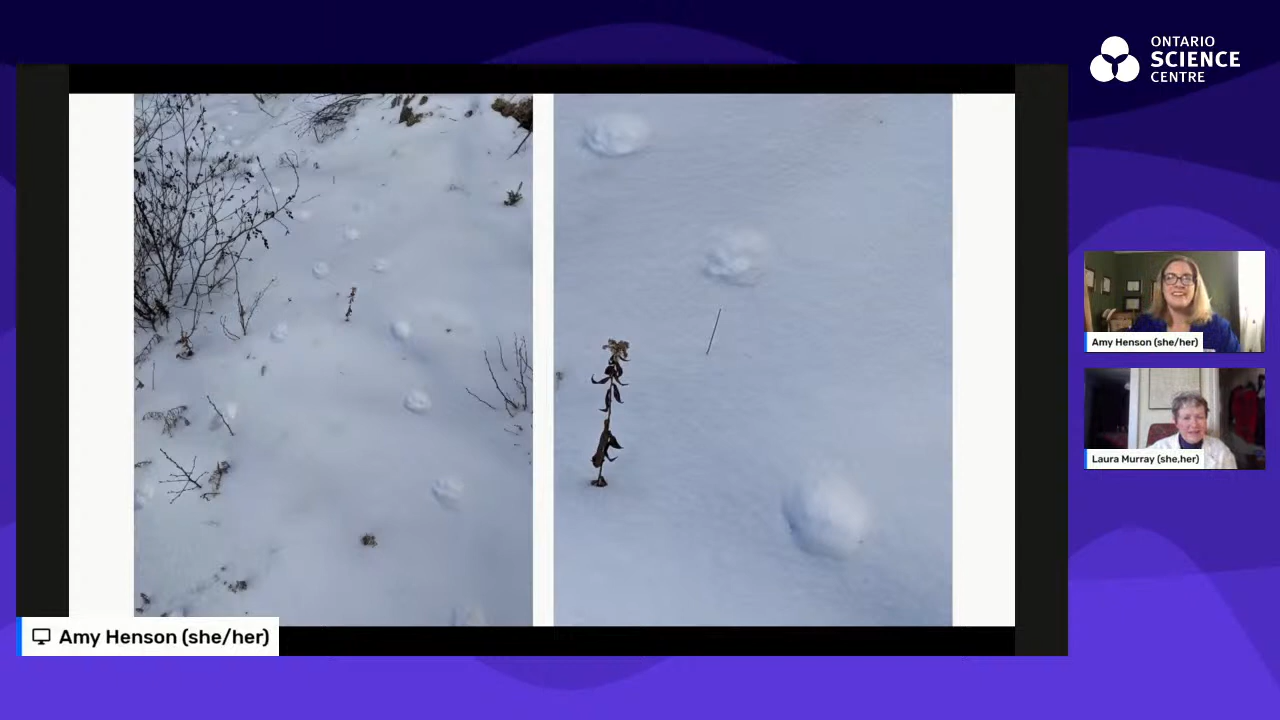 ONTARIO
SCIENCE
CENTRE
Amy Henson (she/her)
Laura Murray (she,her)
Amy Henson (she/her)